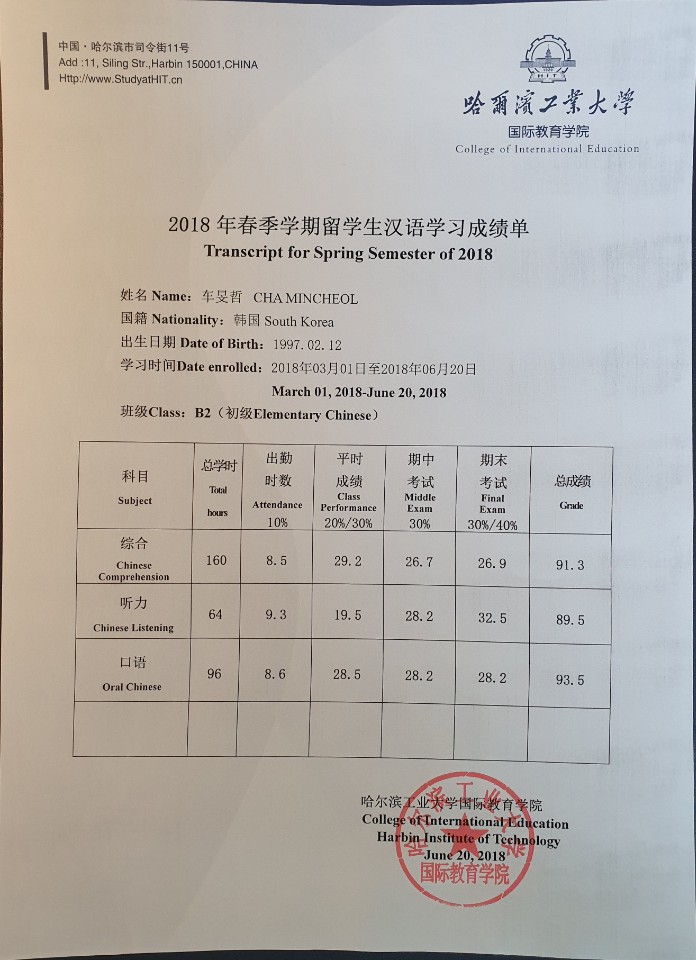 中国·哈尔滨市司令街11号
Add :11, Siling Str.,Harbin 150001,CHINA
Http://www.StudyatHIT.cn
HIT
哈爾濱工業大學
国际教育学院
College of International Education
2018 年春季学期留学生汉语学习成绩单
Transcript for Spring Semester of 2018
姓名 Name: 车旻哲 CHA MINCHEOL
国籍 Nationality: 韩国 South Korea
出生日期 Date of Birth: 1997.02.12
学习时间Date enrolled: 2018年03月01日至2018年06月20日
March 01, 2018-June 20, 2018
班级Class: B2（初级Elementary Chinese）
科目
Subject
总学时
Total
hours
出勤
时数
Attendance
10%
平时
成绩
Class
Performance
20%/30%
期中
考试
Middle
Exam
30%
期末
考试
Final
Exam
30%/40%
总成绩
Grade
综合
Chinese
Comprehension
160
8.5
29.2
26.7
26.9
91.3
听力
Chinese Listening
64
9.3
19.5
28.2
32.5
89.5
口语
Oral Chinese
96
8.6
28.5
28.2
28.2
93.5
哈尔滨工业大学国际教育学院
College of International Education
Harbin Institute of Technology
June 20, 2018
哈尔滨工业大学
国际教育学院